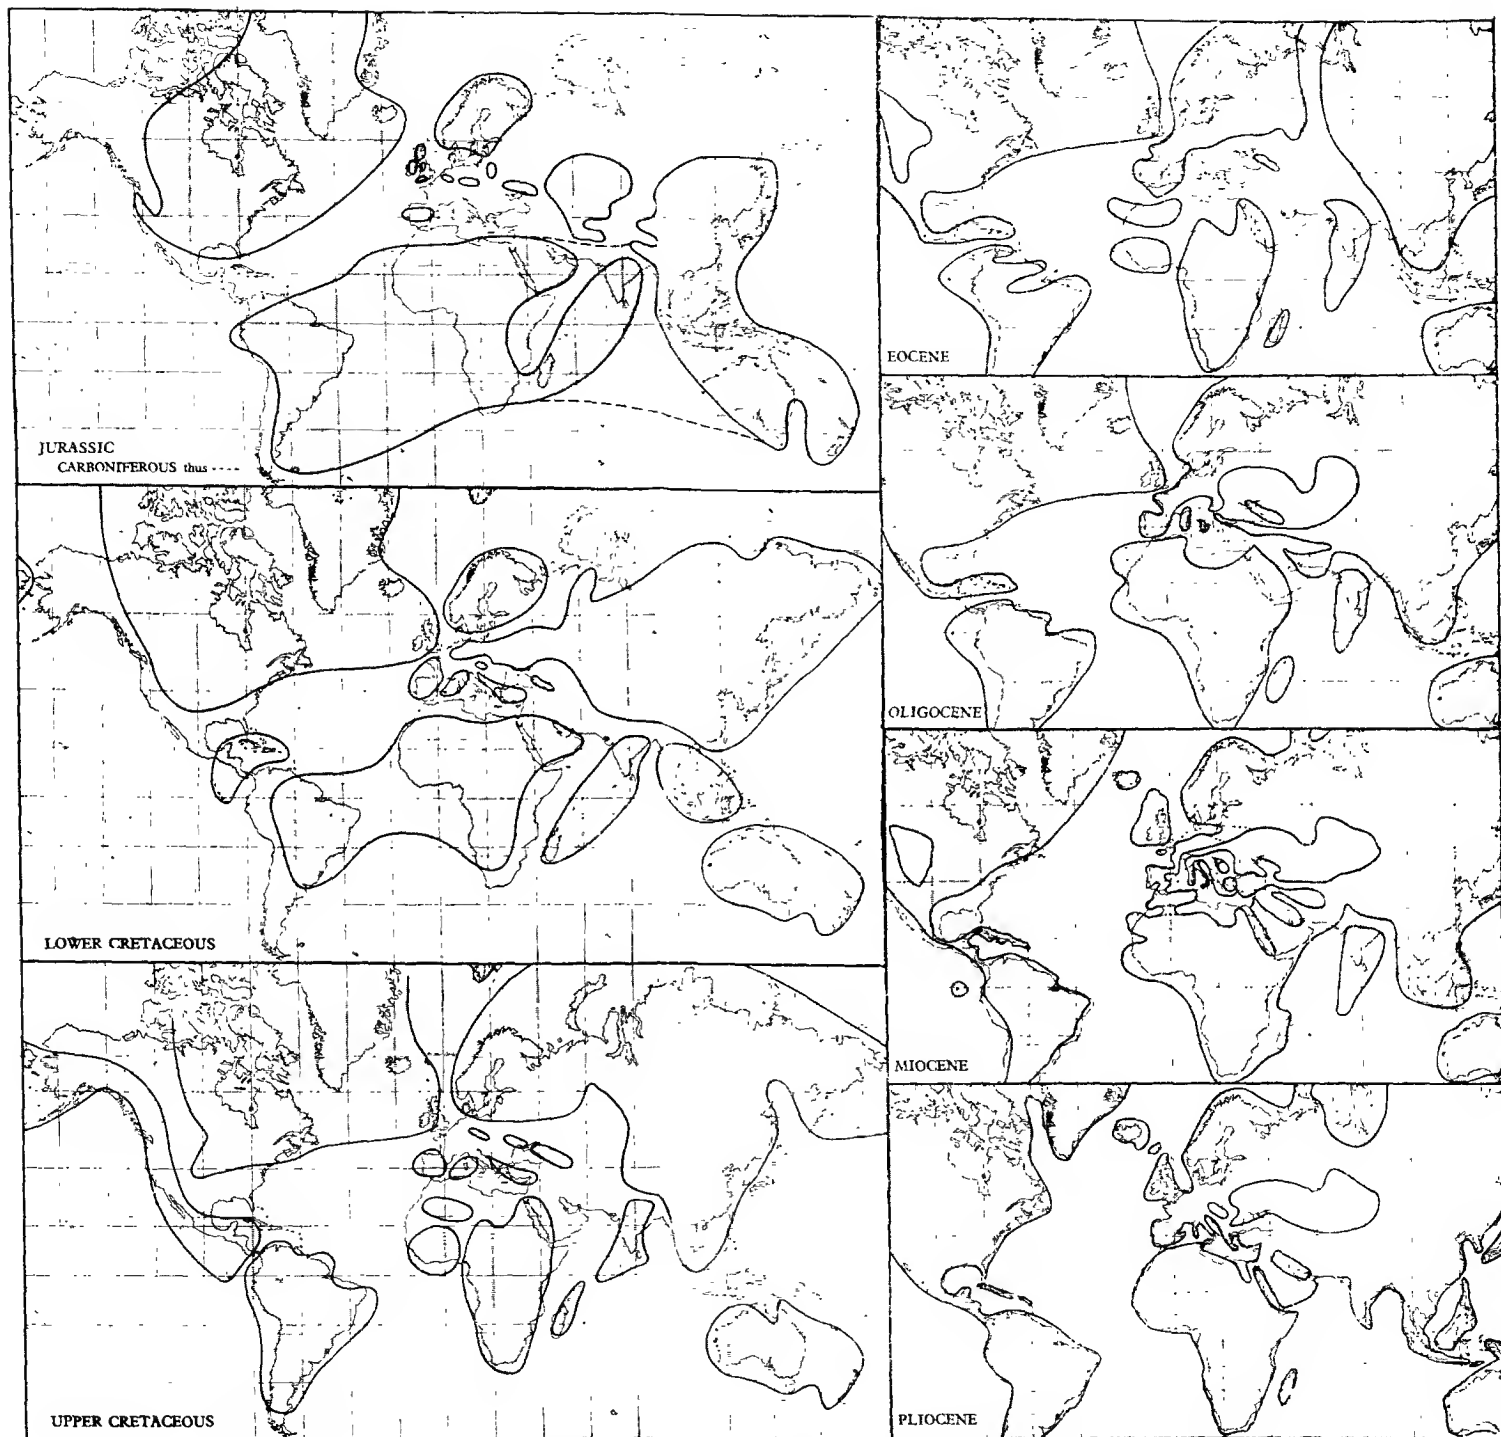 JURASSIC
CARBONIFEROUS thus ----
LOWER CRETACEOUS
UPPER CRETACEOUS
EOCENE
OLIGOCENE
MIOCENE
PLIOCENE